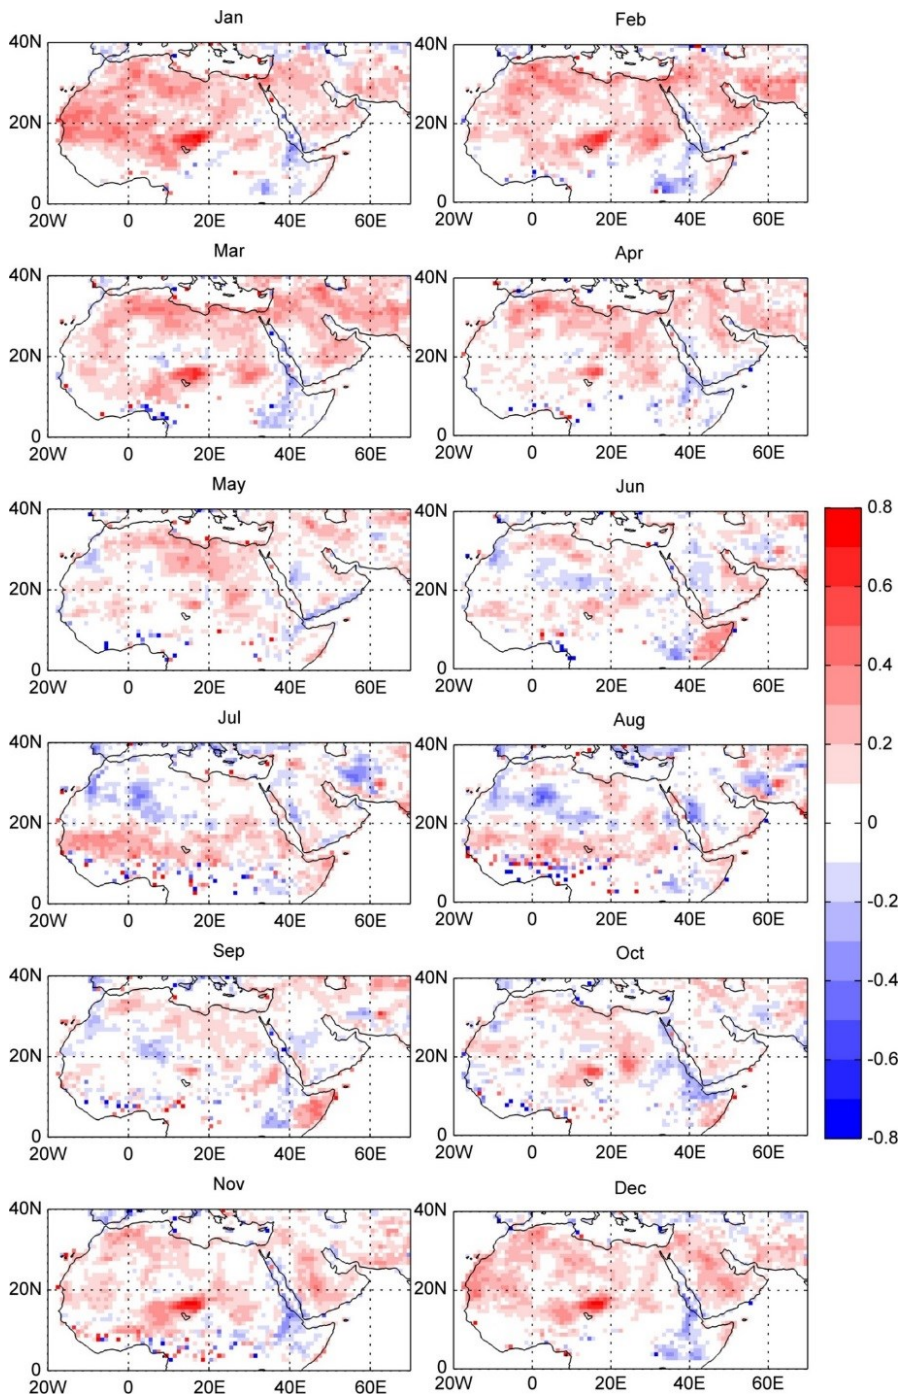 Jan Feb
40N 40N
20N 20N
0 0
20W 0 20E 40E 60E 20W 0 20E 40E 60E
Mar Apr
40N 40N
20N 20N
0 0
20W 0 20E 40E 60E 20W 0 20E 40E 60E
May Jun
40N 40N 0.8
20N 20N 0.6
0 0
20W 0 20E 40E 60E 20W 0 20E 40E 60E 0.4
Jul Aug
40N 40N 0.2
20N 20N 0
0 0 -0.2
20W 0 20E 40E 60E 20W 0 20E 40E 60E
Sep Oct
40N 40N -0.4
20N 20N -0.6
0 0 -0.8
20W 0 20E 40E 60E 20W 0 20E 40E 60E
Nov Dec
40N 40N
20N 20N
0 0
20W 0 20E 40E 60E 20W 0 20E 40E 60E